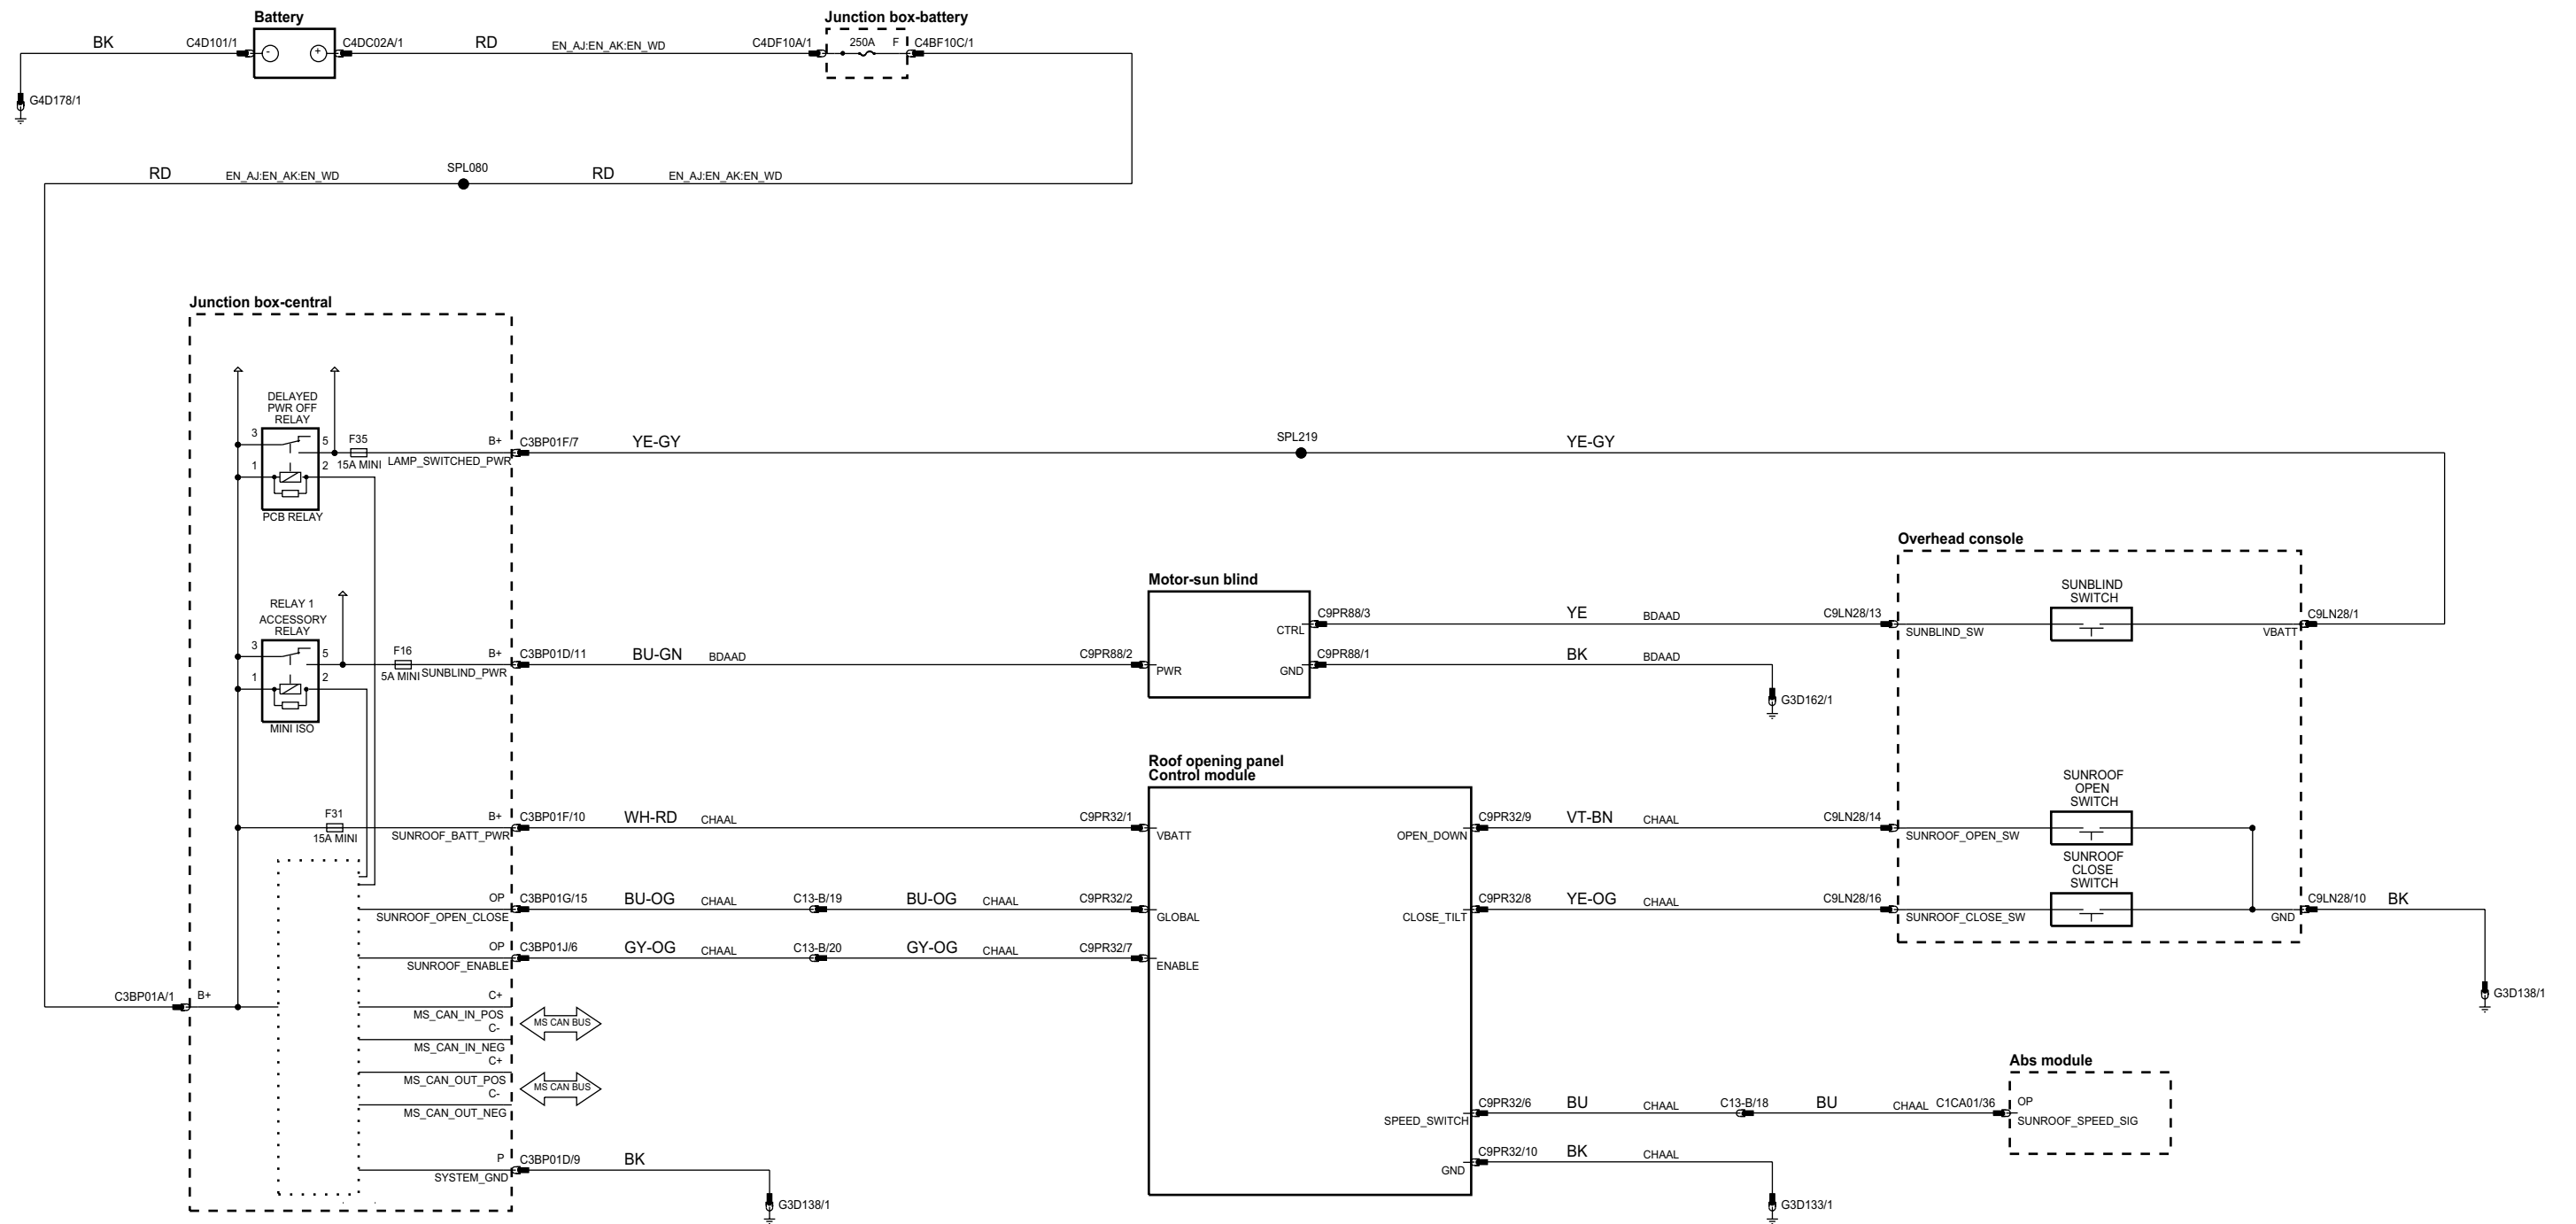 Battery
Junction box-battery
BK
C4D101/1
-
+
C4DC02A/1
RD
EN_AJ:EN_AK:EN_WD
C4DF10A/1
250A
F
C4BF10C/1
G4D178/1
RD
EN_AJ:EN_AK:EN_WD
SPL080
RD
EN_AJ:EN_AK:EN_WD
Junction box-central
DELAYED
PWR OFF
RELAY
3
5
1
2
PCB RELAY
F35
15A MINI
B+
LAMP_SWITCHED_PWR
C3BP01F/7
YE-GY
SPL219
YE-GY
RELAY 1
ACCESSORY
RELAY
3
5
1
2
MINI ISO
F16
5A MINI
B+
SUNBLIND_PWR
C3BP01D/11
BU-GN
BDAAD
C9PR88/2
Motor-sun blind
PWR
CTRL
GND
C9PR88/3
YE
BDAAD
C9LN28/13
C9PR88/1
BK
BDAAD
G3D162/1
Overhead console
SUNBLIND
SWITCH
SUNBLIND_SW
VBATT
C9LN28/1
F31
15A MINI
B+
SUNROOF_BATT_PWR
C3BP01F/10
WH-RD
CHAAL
C9PR32/1
Roof opening panel
Control module
VBATT
OPEN_DOWN
C9PR32/9
VT-BN
CHAAL
C9LN28/14
SUNROOF
OPEN
SWITCH
SUNROOF_OPEN_SW
OP
SUNROOF_OPEN_CLOSE
C3BP01G/15
BU-OG
CHAAL
C13-B/19
BU-OG
CHAAL
C9PR32/2
GLOBAL
CLOSE_TILT
C9PR32/8
YE-OG
CHAAL
C9LN28/16
SUNROOF
CLOSE
SWITCH
SUNROOF_CLOSE_SW
GND
C9LN28/10
BK
G3D138/1
OP
SUNROOF_ENABLE
C3BP01J/6
GY-OG
CHAAL
C13-B/20
GY-OG
CHAAL
C9PR32/7
ENABLE
C3BP01A/1
B+
C+
MS_CAN_IN_POS
C-
MS_CAN_IN_NEG
MS CAN BUS
C+
MS_CAN_OUT_POS
C-
MS_CAN_OUT_NEG
MS CAN BUS
P
SYSTEM_GND
C3BP01D/9
BK
G3D138/1
SPEED_SWITCH
C9PR32/6
BU
CHAAL
C13-B/18
BU
CHAAL
C1CA01/36
Abs module
OP
SUNROOF_SPEED_SIG
GND
C9PR32/10
BK
CHAAL
G3D133/1